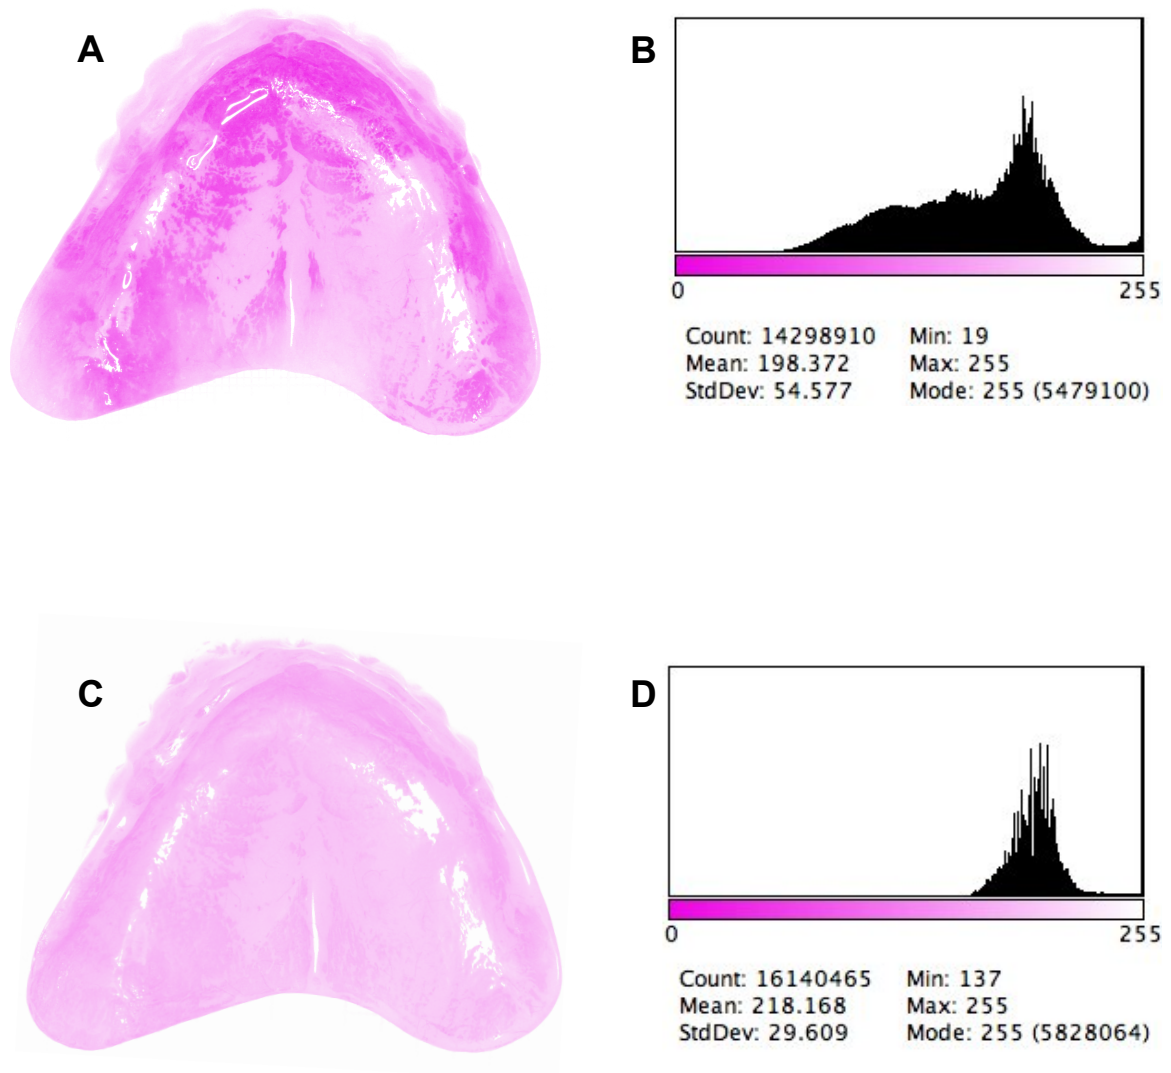 A
B
0 255
Count: 14298910 Min: 19
Mean: 198.372 Max: 255
StdDev: 54.577 Mode: 255 (5479100)
C
D
0 255
Count: 16140465 Min: 137
Mean: 218.168 Max: 255
StdDev: 29.609 Mode: 255 (5828064)